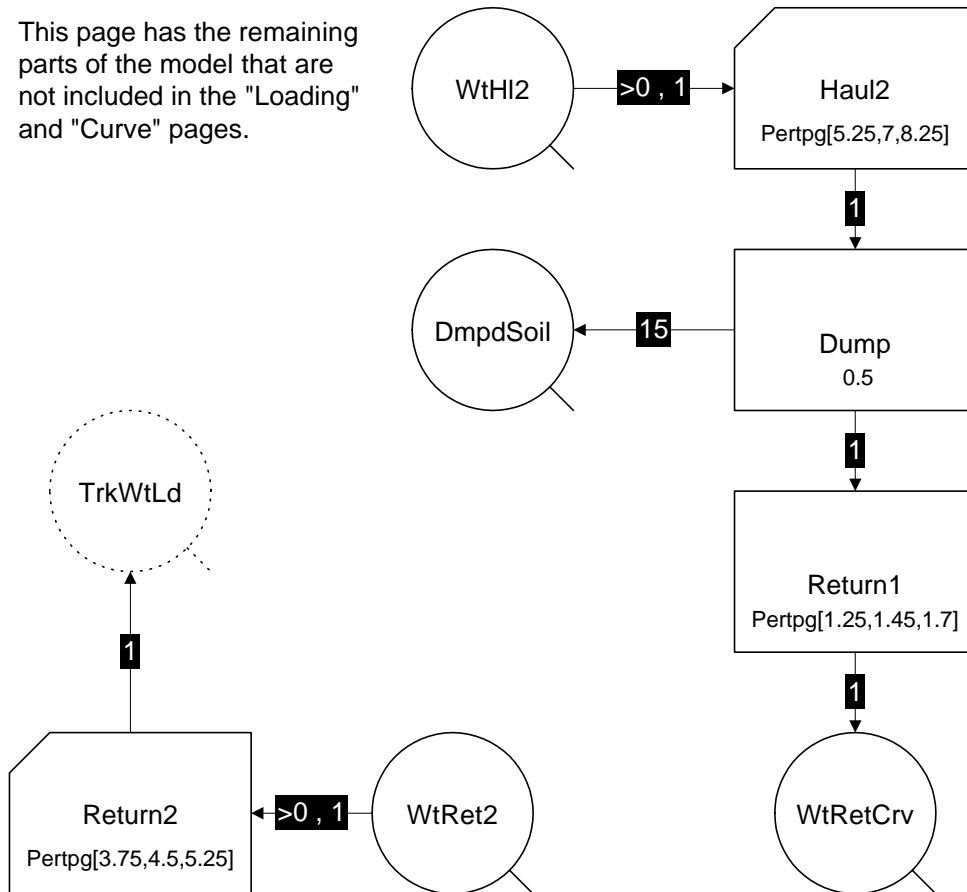 This page has the remaining
parts of the model that are
not included in the "Loading"
and "Curve" pages.
WtHl2
>0 , 1
Haul2
Pertpg[5.25,7,8.25]
1
DmpdSoil
15
Dump
0.5
1
TrkWtLd
Return1
Pertpg[1.25,1.45,1.7]
1
1
Return2
Pertpg[3.75,4.5,5.25]
>0 , 1
WtRet2
WtRetCrv